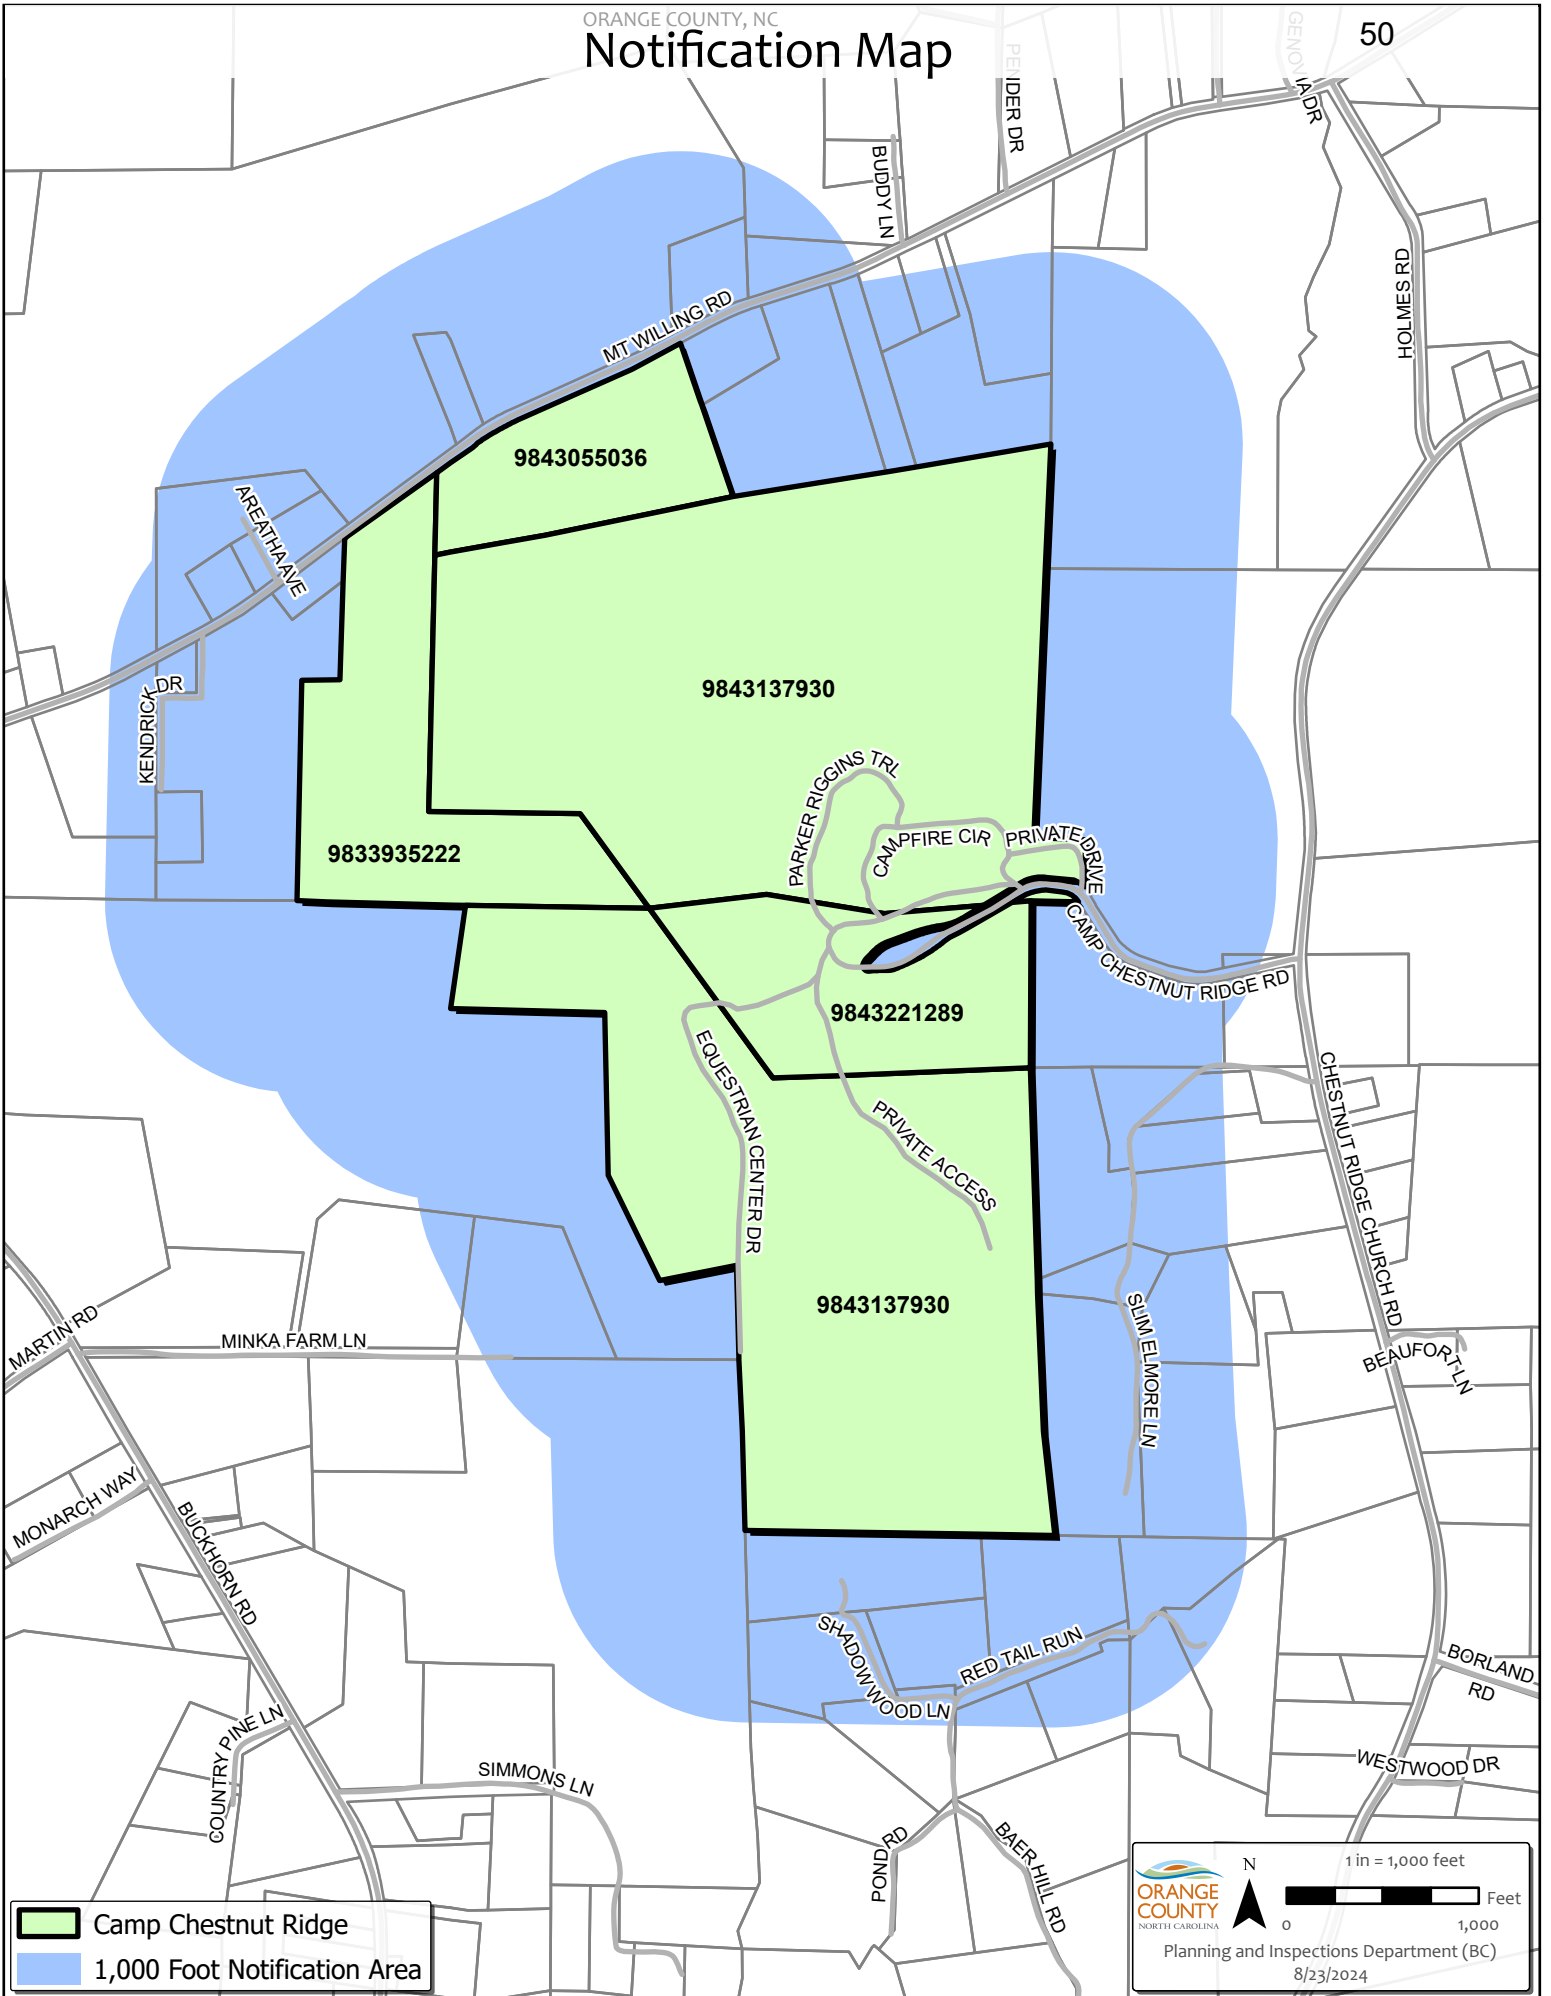 ORANGE COUNTY, NC
Notification Map
50
GENOVIA DR
PENDER DR
BUDDY LN
HOLMES RD
MT WILLING RD
9843055036
AREATHA AVE
KENDRICK DR
9843137930
PARKER RIGGINS TRL
CAMPFIRE CIR
PRIVATE DRIVE
9833935222
CAMP CHESTNUT RIDGE RD
9843221289
EQUESTRIAN CENTER DR
PRIVATE ACCESS
CHESTNUT RIDGE CHURCH RD
9843137930
SLIM ELMORE LN
MARTIN RD
MINKA FARM LN
BEAUFORT LN
MONARCH WAY
BUCKHORN RD
SHADOWWOOD LN
RED TAIL RUN
BORLAND
RD
COUNTRY PINE LN
SIMMONS LN
WESTWOOD DR
POND RD
BAER HILL RD
Camp Chestnut Ridge
1,000 Foot Notification Area
ORANGE
COUNTY
NORTH CAROLINA
N
1 in = 1,000 feet
Feet
0 1,000
Planning and Inspections Department (BC)
8/23/2024